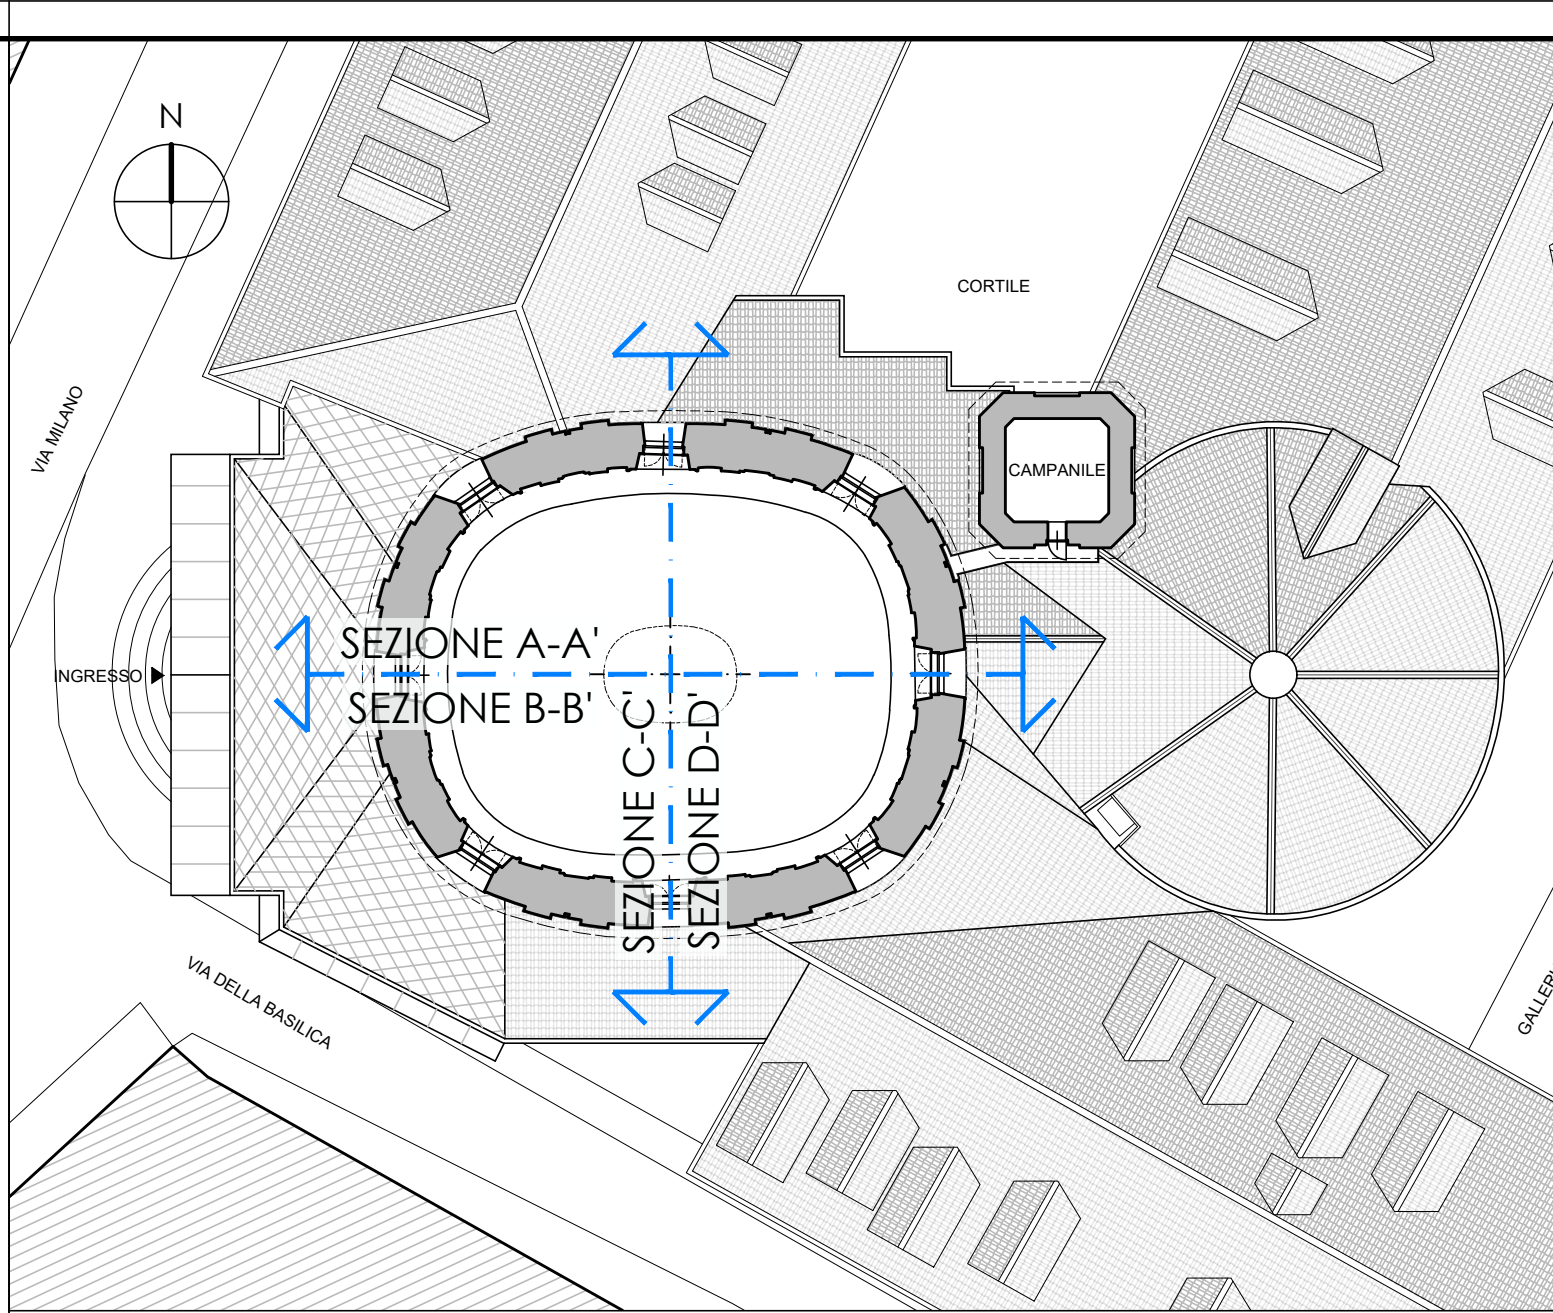 N
CORTILE
VIA MILANO
CAMPANILE
SEZIONE A-A'
INGRESSO
SEZIONE B-B'
SEZIONE C-C'
SEZIONE D-D'
VIA DELLA BASILICA